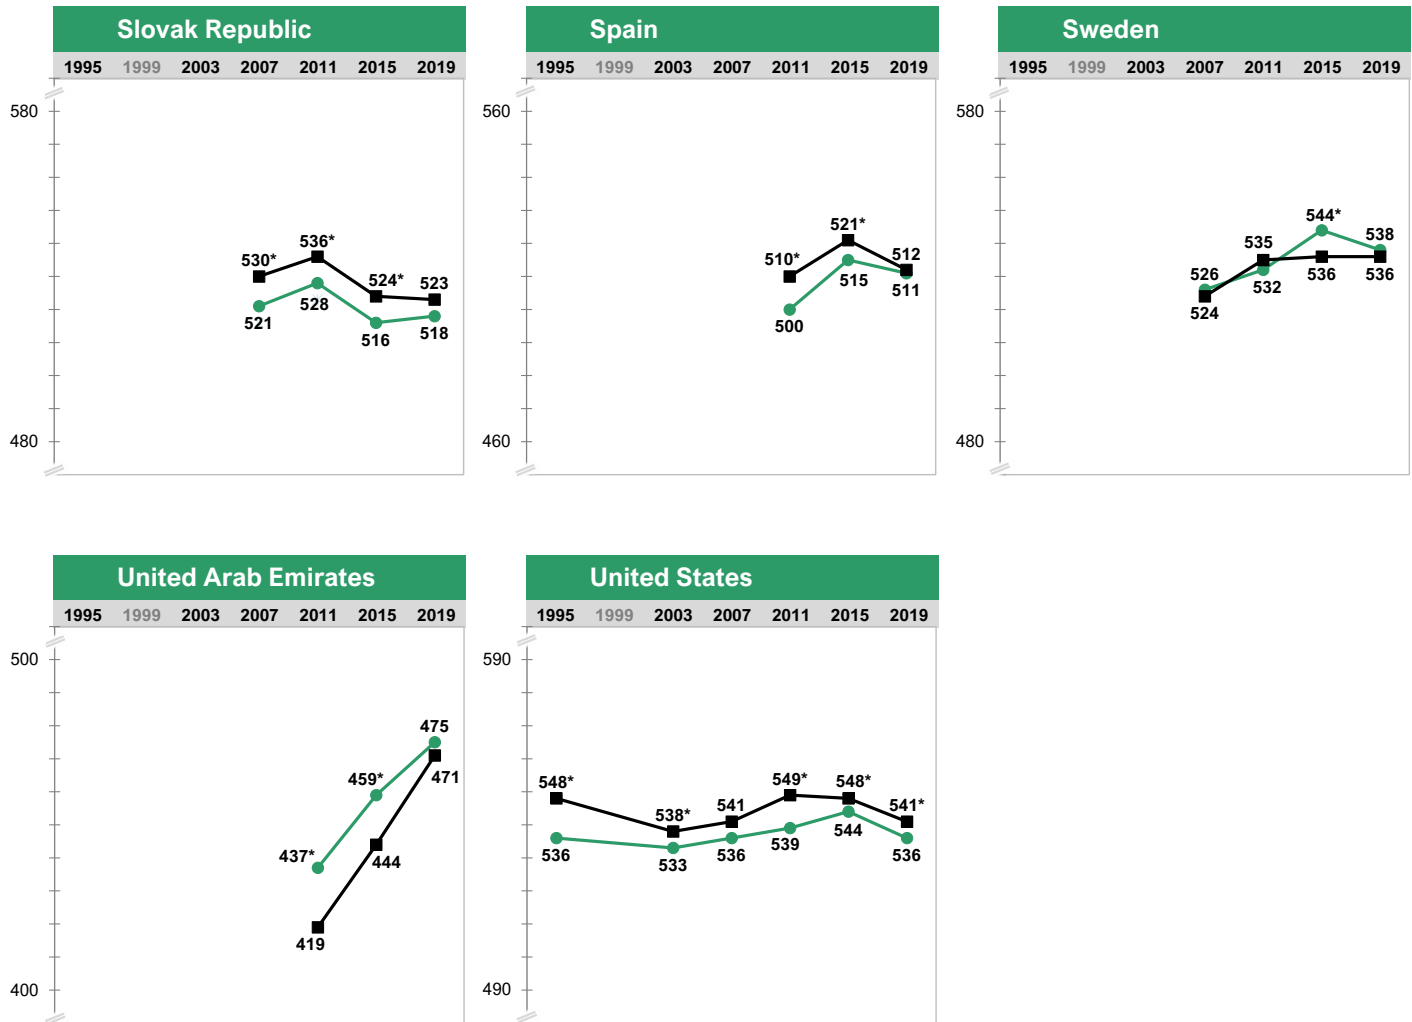 Slovak Republic
1995 1999 2003 2007 2011 2015 2019
580
530* 536* 524* 523
521 528 516 518
480
Spain
1995 1999 2003 2007 2011 2015 2019
560
510* 521* 512
500 515 511
460
Sweden
1995 1999 2003 2007 2011 2015 2019
580
526 535 544* 538
524 532 536 536
480
United Arab Emirates
1995 1999 2003 2007 2011 2015 2019
500
437* 459* 475
419 444 471
400
United States
1995 1999 2003 2007 2011 2015 2019
590
548* 538* 541 549* 548* 541*
536 533 536 539 544 536
490